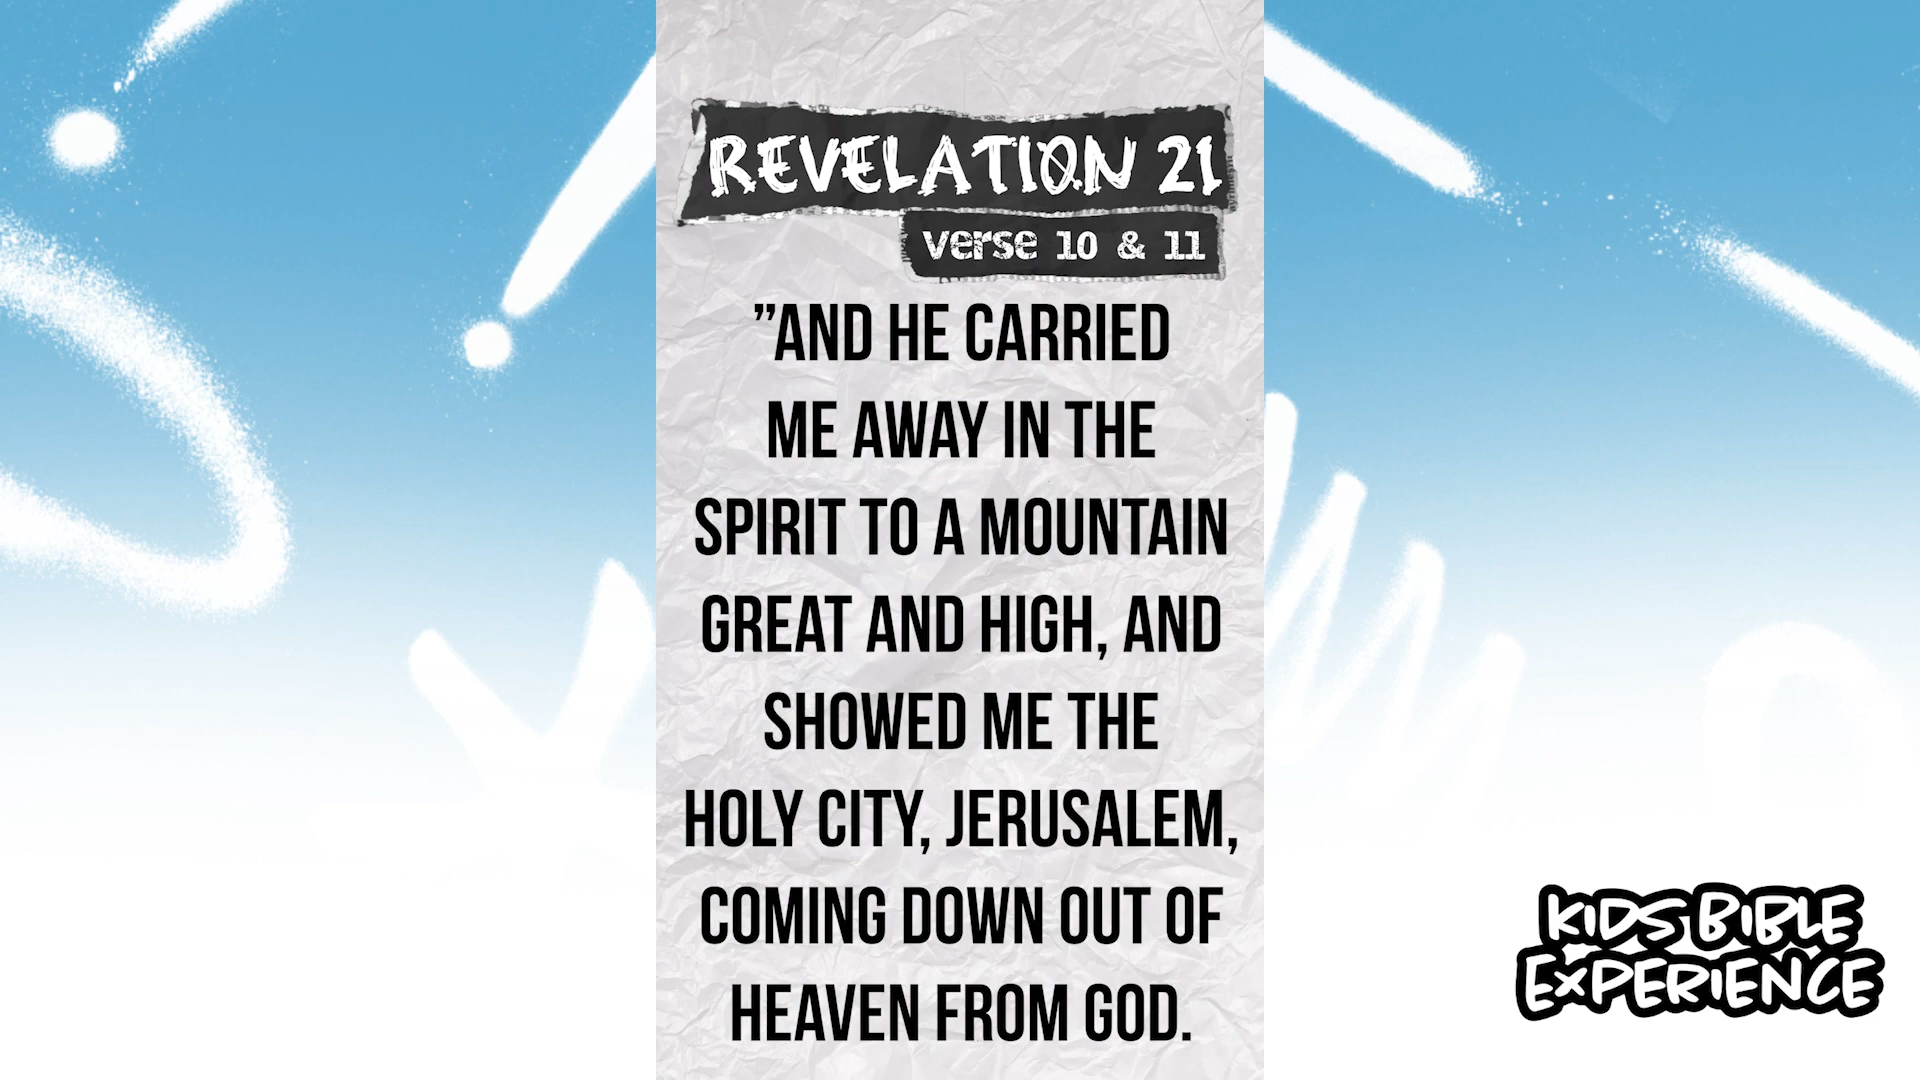 REVELATION 21
verse 10 & 11
”AND HE CARRIED
ME AWAY IN THE
SPIRIT TO A MOUNTAIN
GREAT AND HIGH, AND
SHOWED ME THE
HOLY CITY, JERUSALEM,
COMING DOWN OUT OF
HEAVEN FROM GOD.
KIDS BIBLE
EXPERIENCE